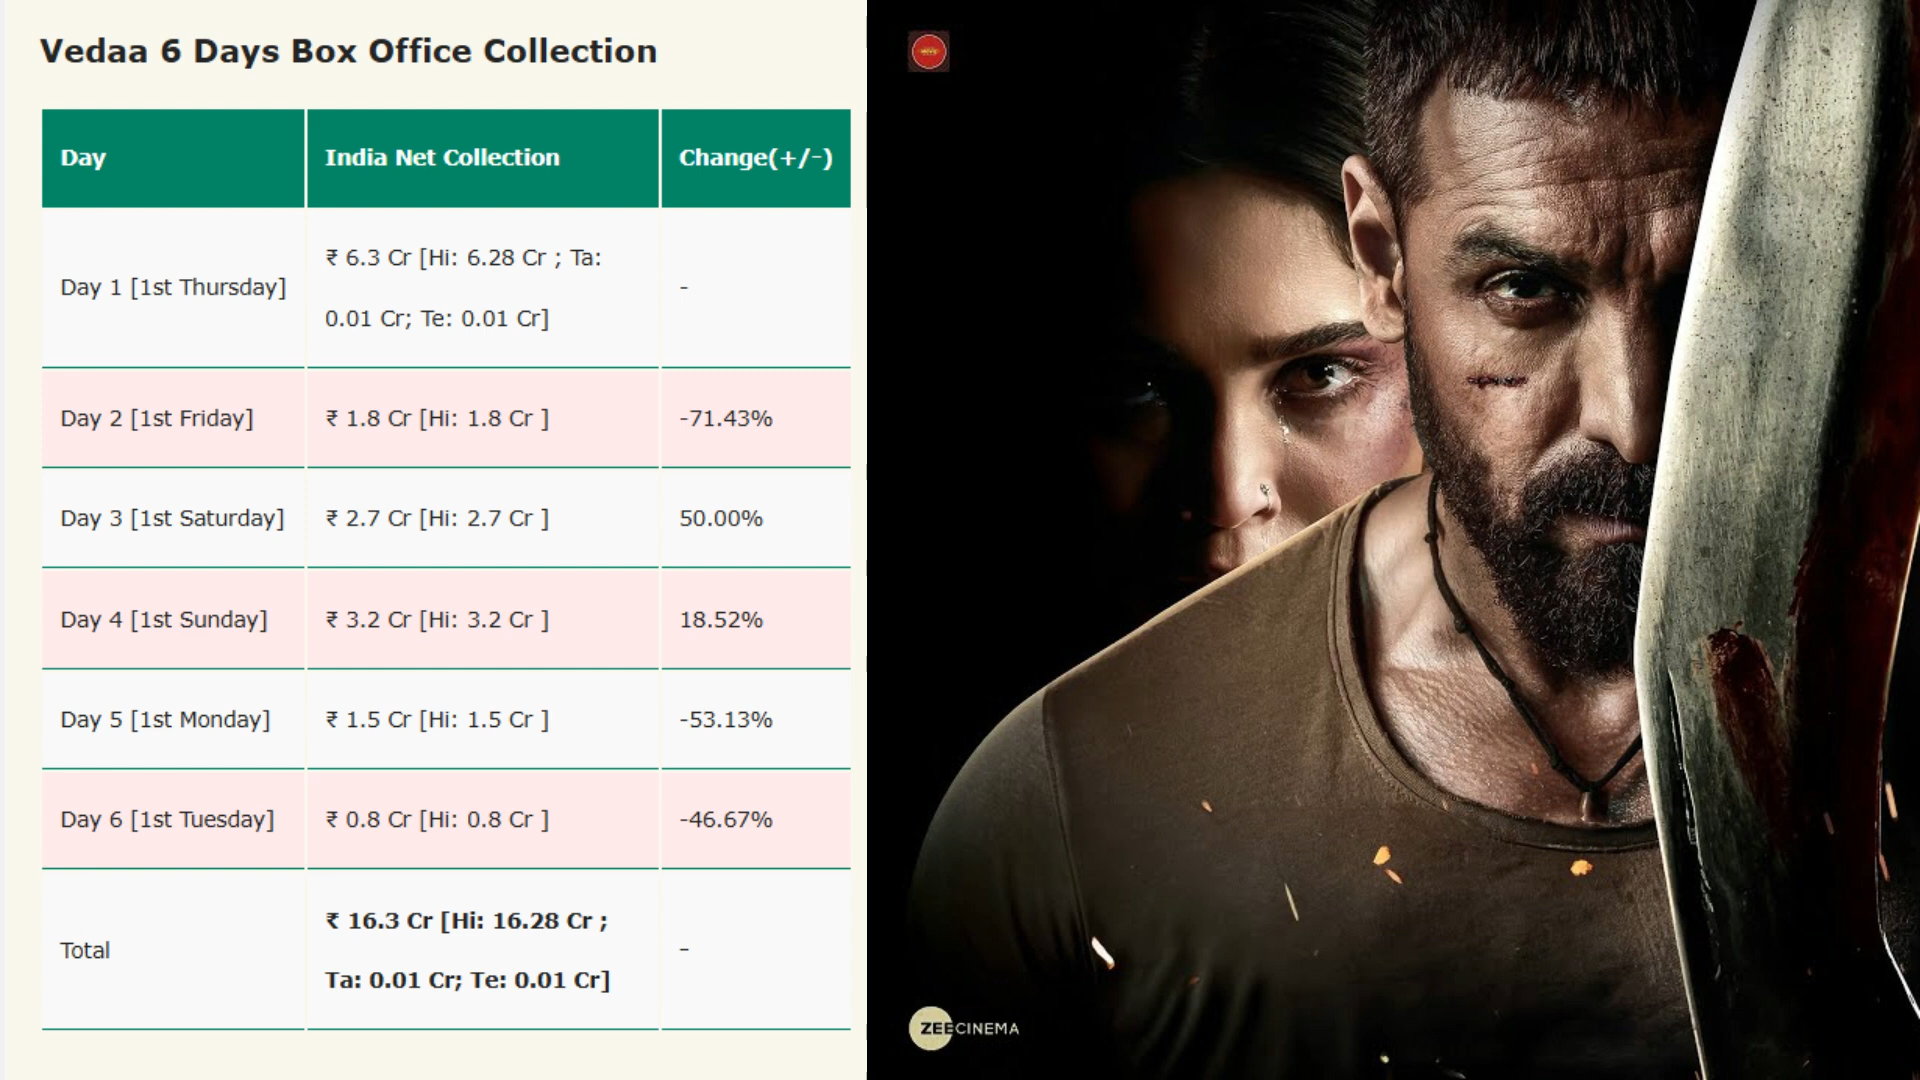 Vedaa 6 Days Box Office Collection
Day India Net Collection Change(+/-)
Day 1 [1st Thursday] ₹ 6.3 Cr [Hi: 6.28 Cr ; Ta:
0.01 Cr; Te: 0.01 Cr] -
Day 2 [1st Friday] ₹ 1.8 Cr [Hi: 1.8 Cr ] -71.43%
Day 3 [1st Saturday] ₹ 2.7 Cr [Hi: 2.7 Cr ] 50.00%
Day 4 [1st Sunday] ₹ 3.2 Cr [Hi: 3.2 Cr ] 18.52%
Day 5 [1st Monday] ₹ 1.5 Cr [Hi: 1.5 Cr ] -53.13%
Day 6 [1st Tuesday] ₹ 0.8 Cr [Hi: 0.8 Cr ] -46.67%
Total ₹ 16.3 Cr [Hi: 16.28 Cr ;
Ta: 0.01 Cr; Te: 0.01 Cr] -
ZEECINEMA